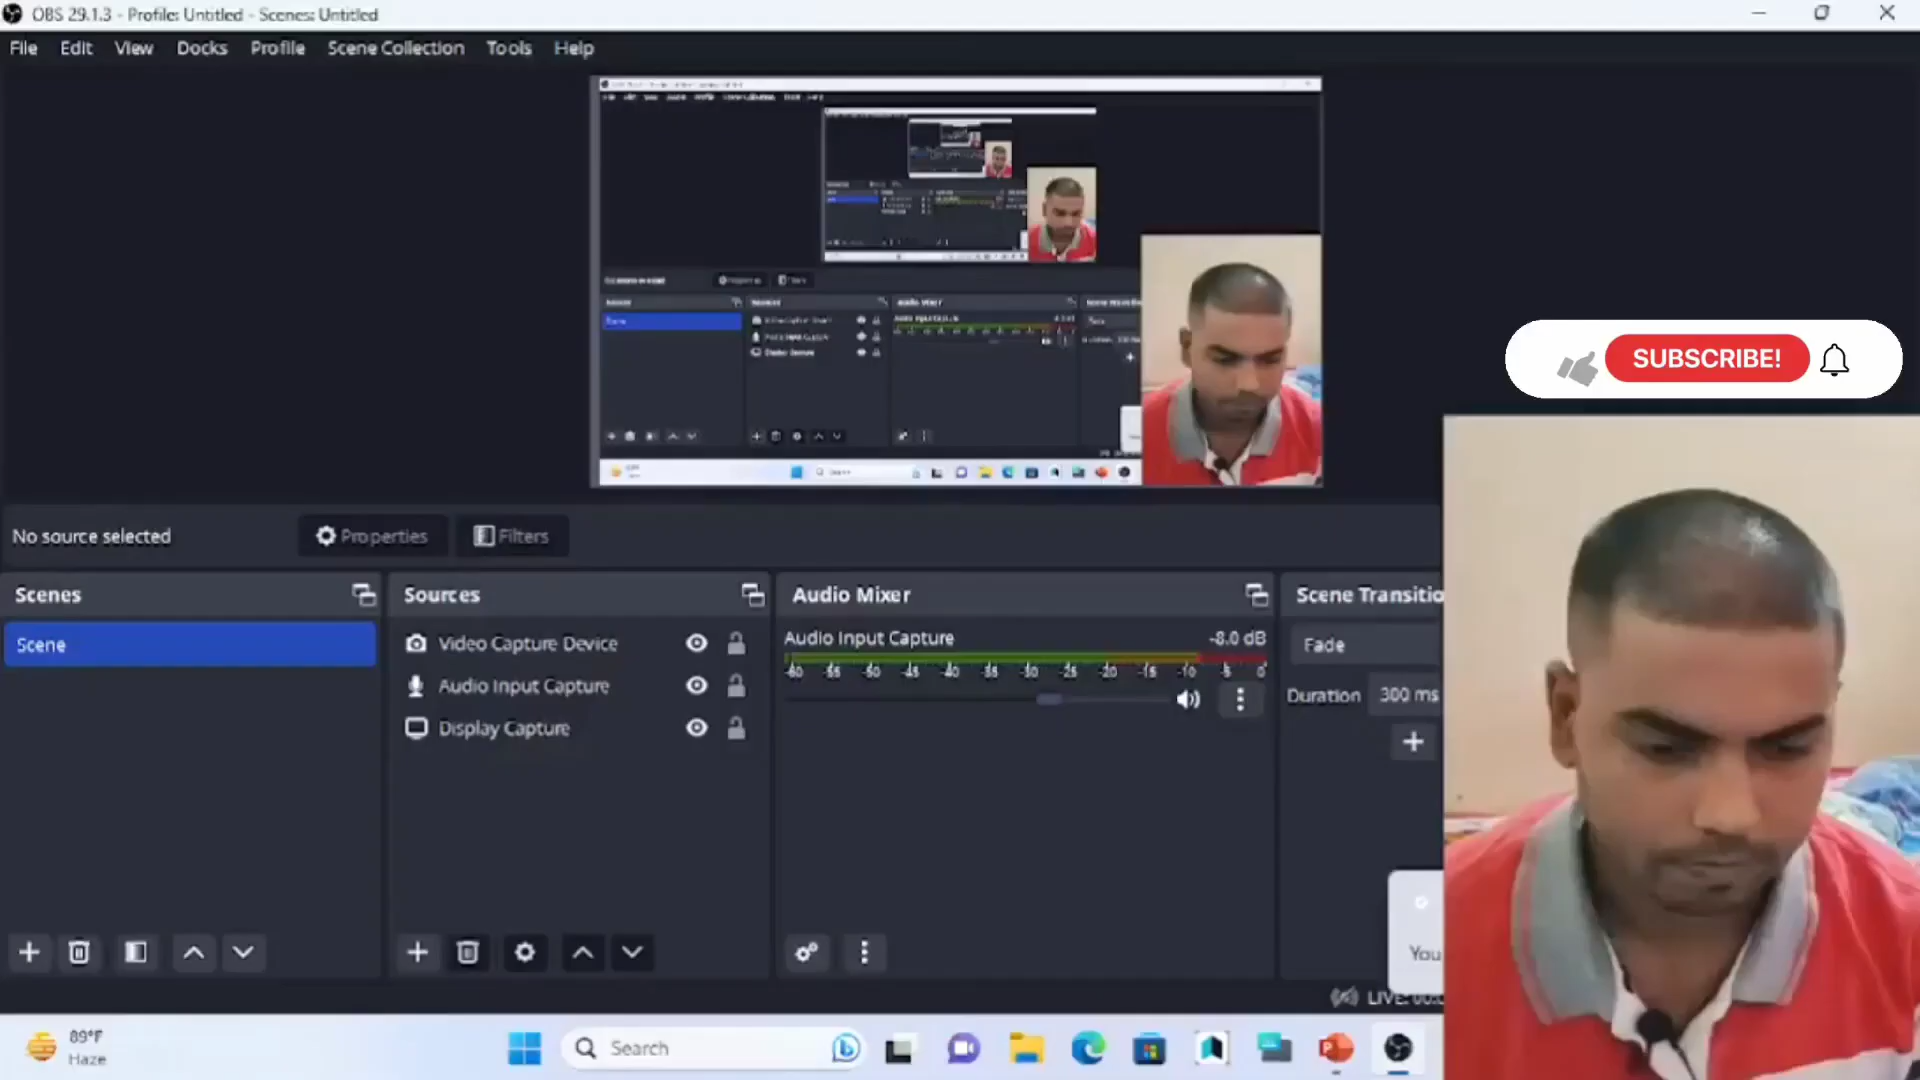 OBS 29.1.3 - Profile: Untitled - Scenes: Untitled
File Edit View Docks Profile Scene Collection Tools Help
SUBSCRIBE!
No source selected
Properties
Filters
Scenes
Scene
Sources
Video Capture Device
Audio Input Capture
Display Capture
Audio Mixer
Audio Input Capture -8.0 dB
-60 -55 -50 -45 -40 -35 -30 -25 -20 -15 -10 -5 0
Scene Transitio
Fade
Duration 300 ms
You
LIVE:
89°F
Haze
Search